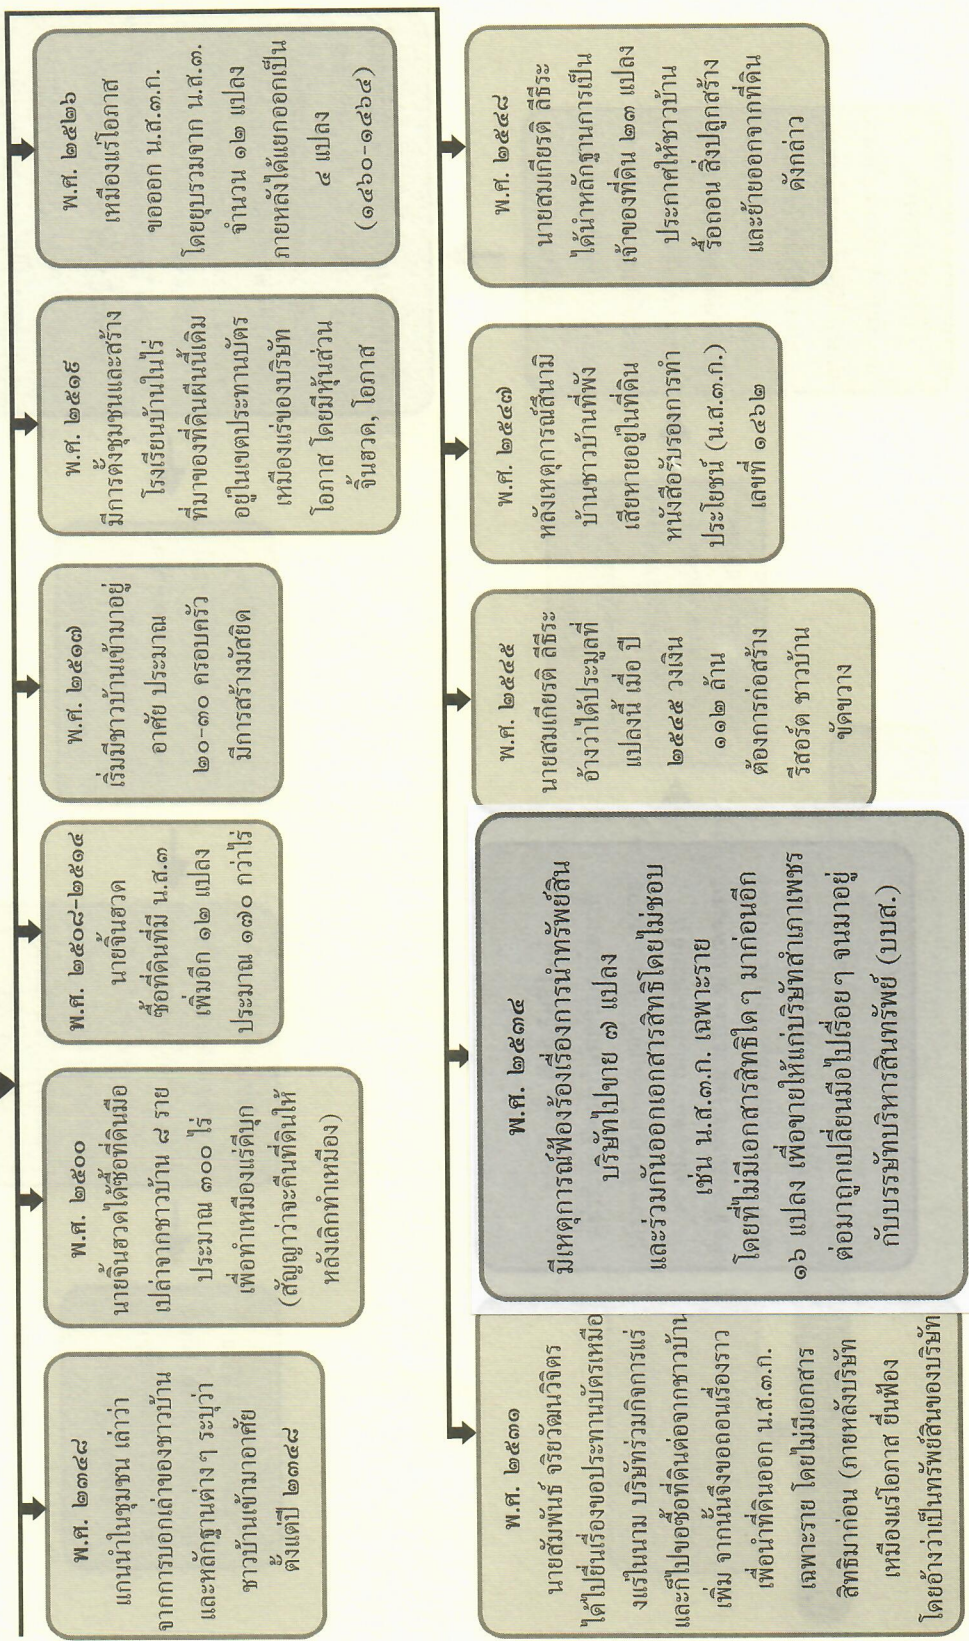 พ.ศ. ๒๓๔๘
แกนนำในชุมชน เล่าว่า
จากการบอกเล่าของชาวบ้าน
และหลักฐานต่างๆ ระบุว่า
ชาวบ้านเข้ามาอาศัย
ตั้งแต่ปี ๒๓๔๘
พ.ศ. ๒๕๐๐
นายจิ้นฮวดได้ซื้อที่ดินมือ
เปล่าจากชาวบ้าน ๘ ราย
ประมาณ ๓๐๐ ไร่
เพื่อทำเหมืองแร่ดีบุก
(สัญญาว่าจะคืนที่ดินให้
หลังเลิกทำเหมือง)
พ.ศ. ๒๕๐๘-๒๕๑๔
นายจิ้นฮวด
ซื้อที่ดินที่มี น.ส.๓
เพิ่มอีก ๑๒ แปลง
ประมาณ ๑๗๐ กว่าไร่
พ.ศ. ๒๕๑๗
เริ่มมีชาวบ้านเข้ามาอยู่
อาศัย ประมาณ
๒๐-๓๐ ครอบครัว
มีการสร้างมัสยิด
พ.ศ. ๒๕๑๙
มีการตั้งชุมชนและสร้าง
โรงเรียนบ้านในไร่
ที่มาของที่ดินผืนนี้เดิม
อยู่ในเขตประทานบัตร
เหมืองแร่ของบริษัท
โอภาส โดยมีหุ้นส่วน
จิ้นฮวด, โอภาส
พ.ศ. ๒๕๒๖
เหมืองแร่โอภาส
ขอออก น.ส.๓.ก.
โดยยุบรวมจาก น.ส.๓.
จำนวน ๑๒ แปลง
ภายหลังได้แยกออกเป็น
๕ แปลง
(๑๔๖๐-๑๔๖๔)
พ.ศ. ๒๕๓๑
นายสัมพันธ์ จริยวัฒนวิจิตร
ได้ไปยื่นเรื่องขอประทานบัตรเหมือ
งแร่ในนาม บริษัทร่วมกิจการแร่
และก็ไปขอซื้อที่ดินต่อจากชาวบ้าน
เพิ่ม จากนั้นจึงขอถอนเรื่องราว
เพื่อนำที่ดินออก น.ส.๓.ก.
เฉพาะราย โดยไม่มีเอกสาร
สิทธิมาก่อน (ภายหลังบริษัท
เหมืองแร่โอภาส ยื่นฟ้อง
โดยอ้างว่าเป็นทรัพย์สินของบริษัท
พ.ศ. ๒๕๓๔
มีเหตุการณ์ฟ้องร้องเรื่องการนำทรัพย์สิน
บริษัทไปขาย ๗ แปลง
และร่วมกันออกเอกสารสิทธิโดยไม่ชอบ
เช่น น.ส.๓.ก. เฉพาะราย
โดยที่ไม่มีเอกสารสิทธิใดๆ มาก่อนอีก
๑๖ แปลง เพื่อขายให้แก่บริษัทสำเภาเพชร
ต่อมาถูกเปลี่ยนมือไปเรื่อยๆ จนมาอยู่
กับบรรษัทบริหารสินทรัพย์ (บบส.)
พ.ศ. ๒๕๔๕
นายสมเกียรติ ลีธีระ
อ้างว่าได้ประมูลที่
แปลงนี้ เมื่อ ปี
๒๕๔๕ วงเงิน
๑๑๒ ล้าน
ต้องการก่อสร้าง
รีสอร์ต ชาวบ้าน
ขัดขวาง
พ.ศ. ๒๕๔๗
หลังเหตุการณ์สึนามิ
บ้านชาวบ้านที่พัง
เสียหายอยู่ในที่ดิน
หนังสือรับรองการทำ
ประโยชน์ (น.ส.๓.ก.)
เลขที่ ๑๔๖๒
พ.ศ. ๒๕๔๘
นายสมเกียรติ ลีธีระ
ได้นำหลักฐานการเป็น
เจ้าของที่ดิน ๒๓ แปลง
ประกาศให้ชาวบ้าน
รื้อถอน สิ่งปลูกสร้าง
และย้ายออกจากที่ดิน
ดังกล่าว